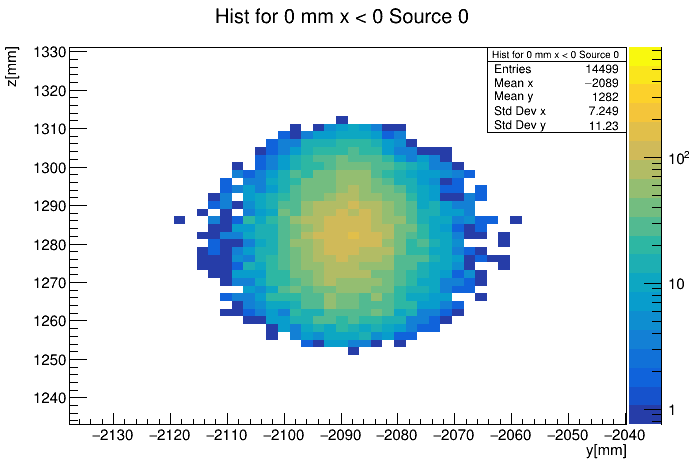 Hist for 0 mm x < 0 Source 0
z[mm]
1330
1320
1310
1300
1290
1280
1270
1260
1250
1240
Hist for 0 mm x < 0 Source 0
Entries 14499
Mean x −2089
Mean y 1282
Std Dev x 7.249
Std Dev y 11.23
10²
10
1
−2130 −2120 −2110 −2100 −2090 −2080 −2070 −2060 −2050 −2040
y[mm]